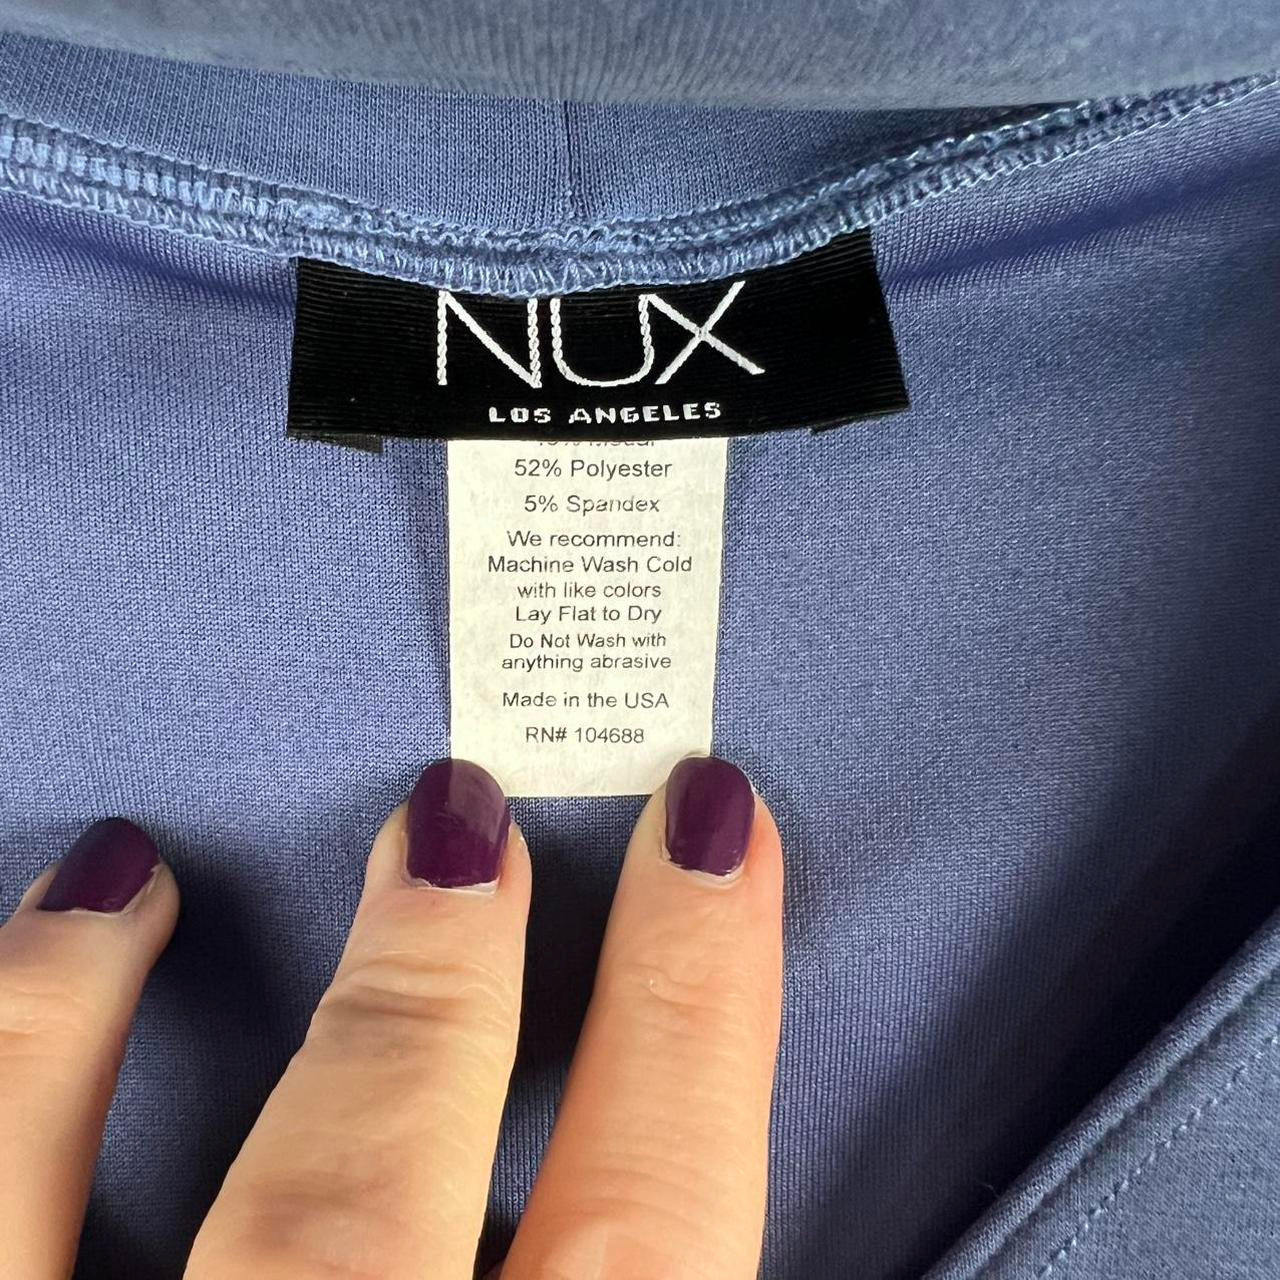 NUX
LOS ANGELES
52% Polyester
5% Spandex
We recommend:
Machine Wash Cold
with like colors
Lay Flat to Dry
Do Not Wash with
anything abrasive
Made in the USA
RN# 104688